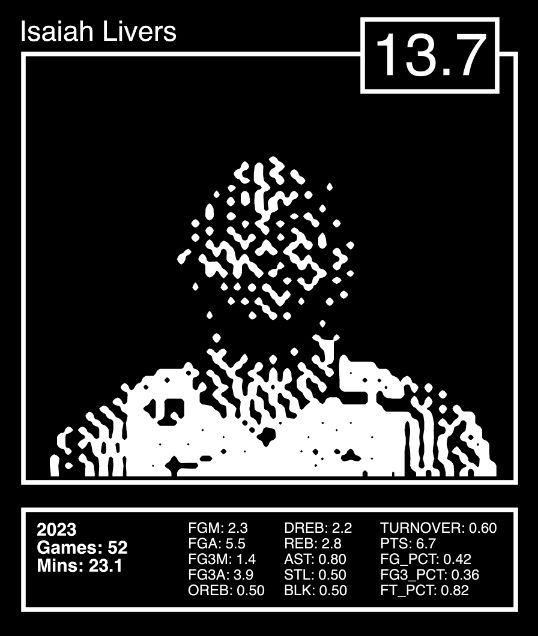 Isaiah Livers
13.7
2023
Games: 52
Mins: 23.1
FGM: 2.3
FGA: 5.5
FG3M: 1.4
FG3A: 3.9
OREB: 0.50
DREB: 2.2
REB: 2.8
AST: 0.80
STL: 0.50
BLK: 0.50
TURNOVER: 0.60
PTS: 6.7
FG_PCT: 0.42
FG3_PCT: 0.36
FT_PCT: 0.82